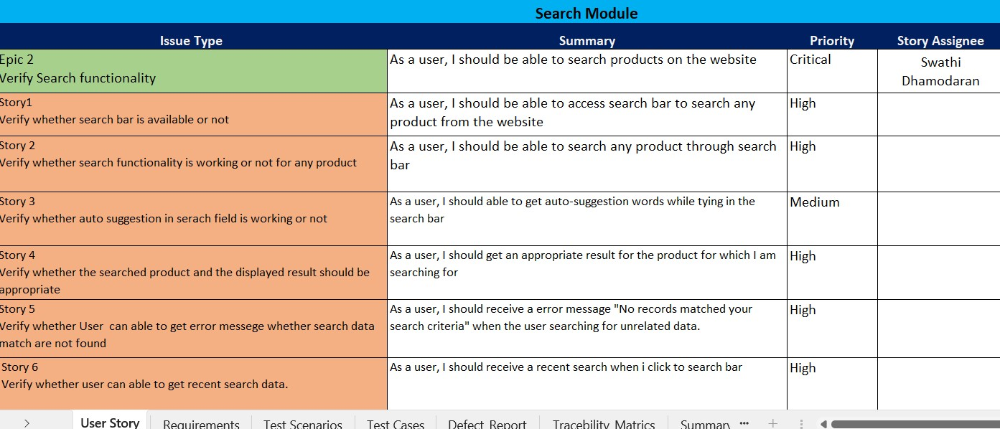 Search Module
Issue Type Summary Priority Story Assignee
Epic 2
Verify Search functionality
As a user, I should be able to search products on the website
Critical
Swathi
Dhamodaran
Story1
Verify whether search bar is available or not
As a user, I should be able to access search bar to search any
product from the website
High
Story 2
Verify whether search functionality is working or not for any product
As a user, I should be able to search any product through search
bar
High
Story 3
Verify whether auto suggestion in serach field is working or not
As a user, I should able to get auto-suggestion words while tying in the
search bar
Medium
Story 4
Verify whether the searched product and the displayed result should be
appropriate
As a user, I should get an appropriate result for the product for which I am
searching for
High
Story 5
Verify whether User  can able to get error messege whether search data
match are not found
As a user, I should receive a error message "No records matched your
search criteria" when the user searching for unrelated data.
High
Story 6
Verify whether user can able to get recent search data.
As a user, I should receive a recent search when i click to search bar
High
User Story Requirements Test Scenarios Test Cases Defect Report Tracebility Metrics Summary ...